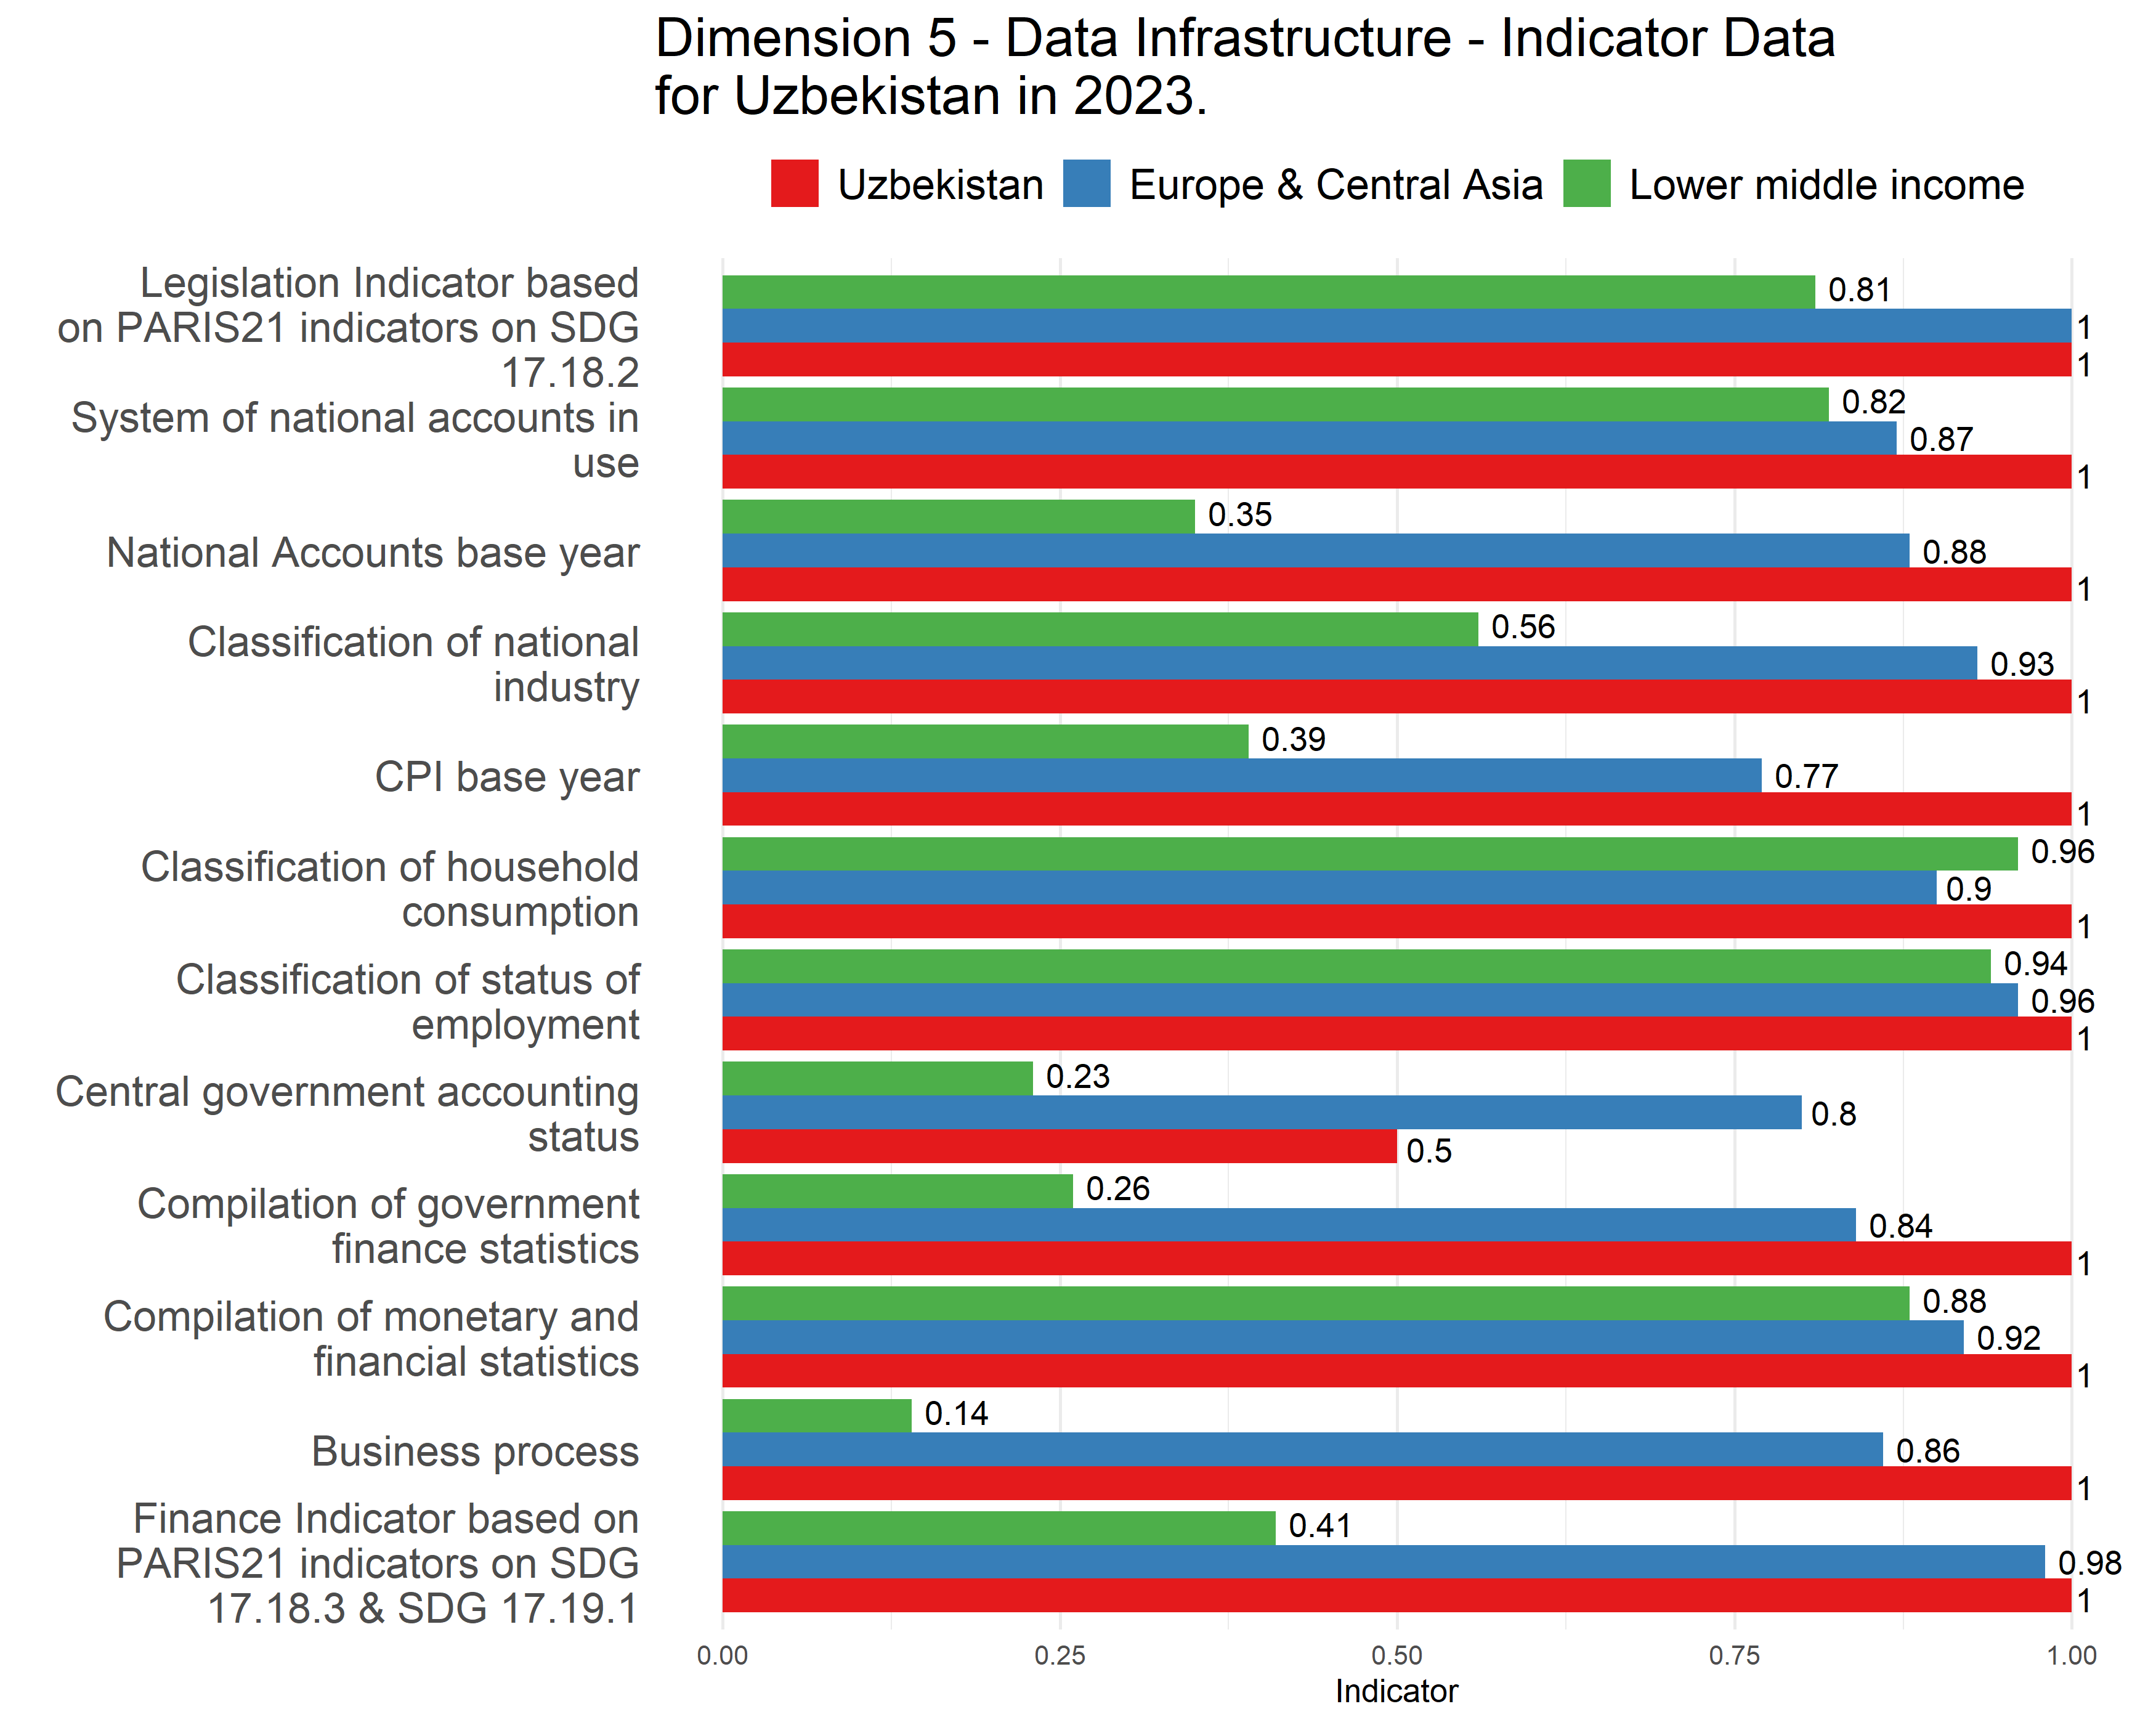 Dimension 5 - Data Infrastructure - Indicator Data
for Uzbekistan in 2023.
Uzbekistan Europe & Central Asia Lower middle income
Legislation Indicator based
on PARIS21 indicators on SDG
17.18.2
0.81
1
1
System of national accounts in
use
0.82
0.87
1
National Accounts base year
0.35
0.88
1
Classification of national
industry
0.56
0.93
1
CPI base year
0.39
0.77
1
Classification of household
consumption
0.96
0.9
1
Classification of status of
employment
0.94
0.96
1
Central government accounting
status
0.23
0.8
0.5
Compilation of government
finance statistics
0.26
0.84
1
Compilation of monetary and
financial statistics
0.88
0.92
1
Business process
0.14
0.86
1
Finance Indicator based on
PARIS21 indicators on SDG
17.18.3 & SDG 17.19.1
0.41
0.98
1
0.00 0.25 0.50 0.75 1.00
Indicator